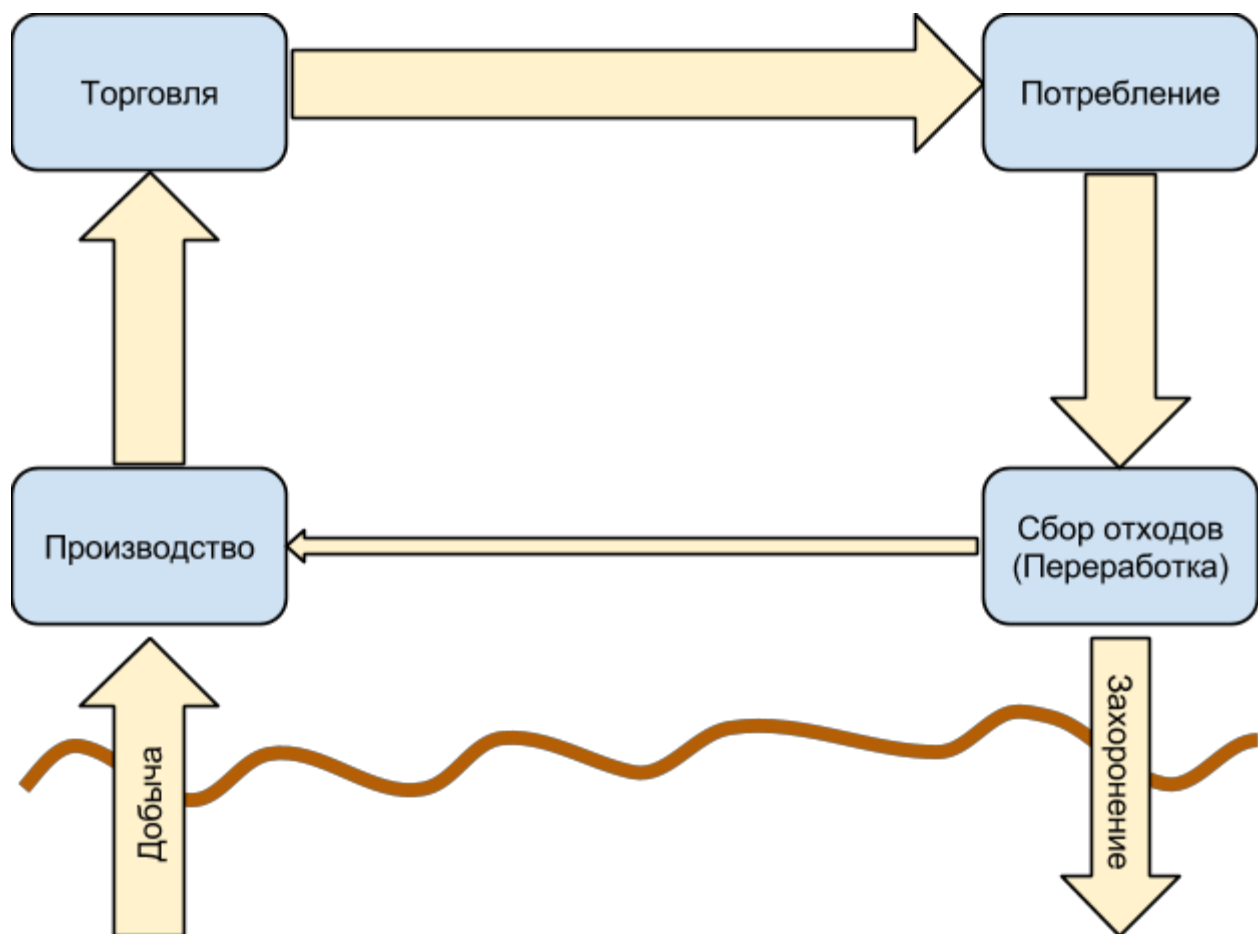 Торговля
Потребление
Производство
Сбор отходов
(Переработка)
Добыча
Захоронение